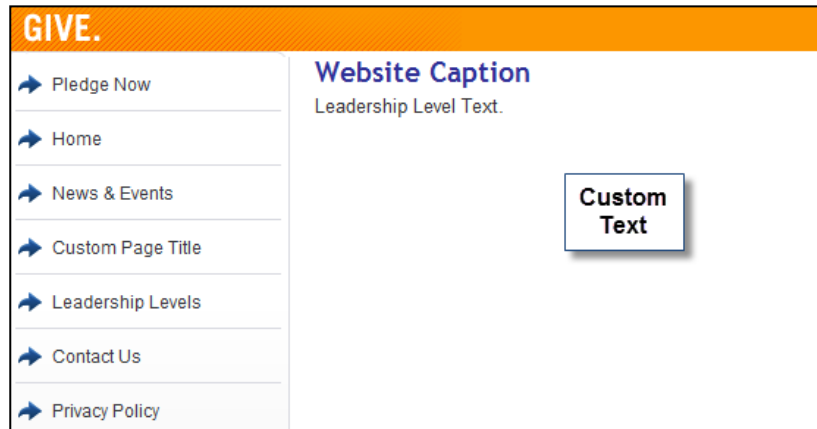 GIVE.
Pledge Now
Home
News & Events
Custom Page Title
Leadership Levels
Contact Us
Privacy Policy
Website Caption
Leadership Level Text.
Custom
Text